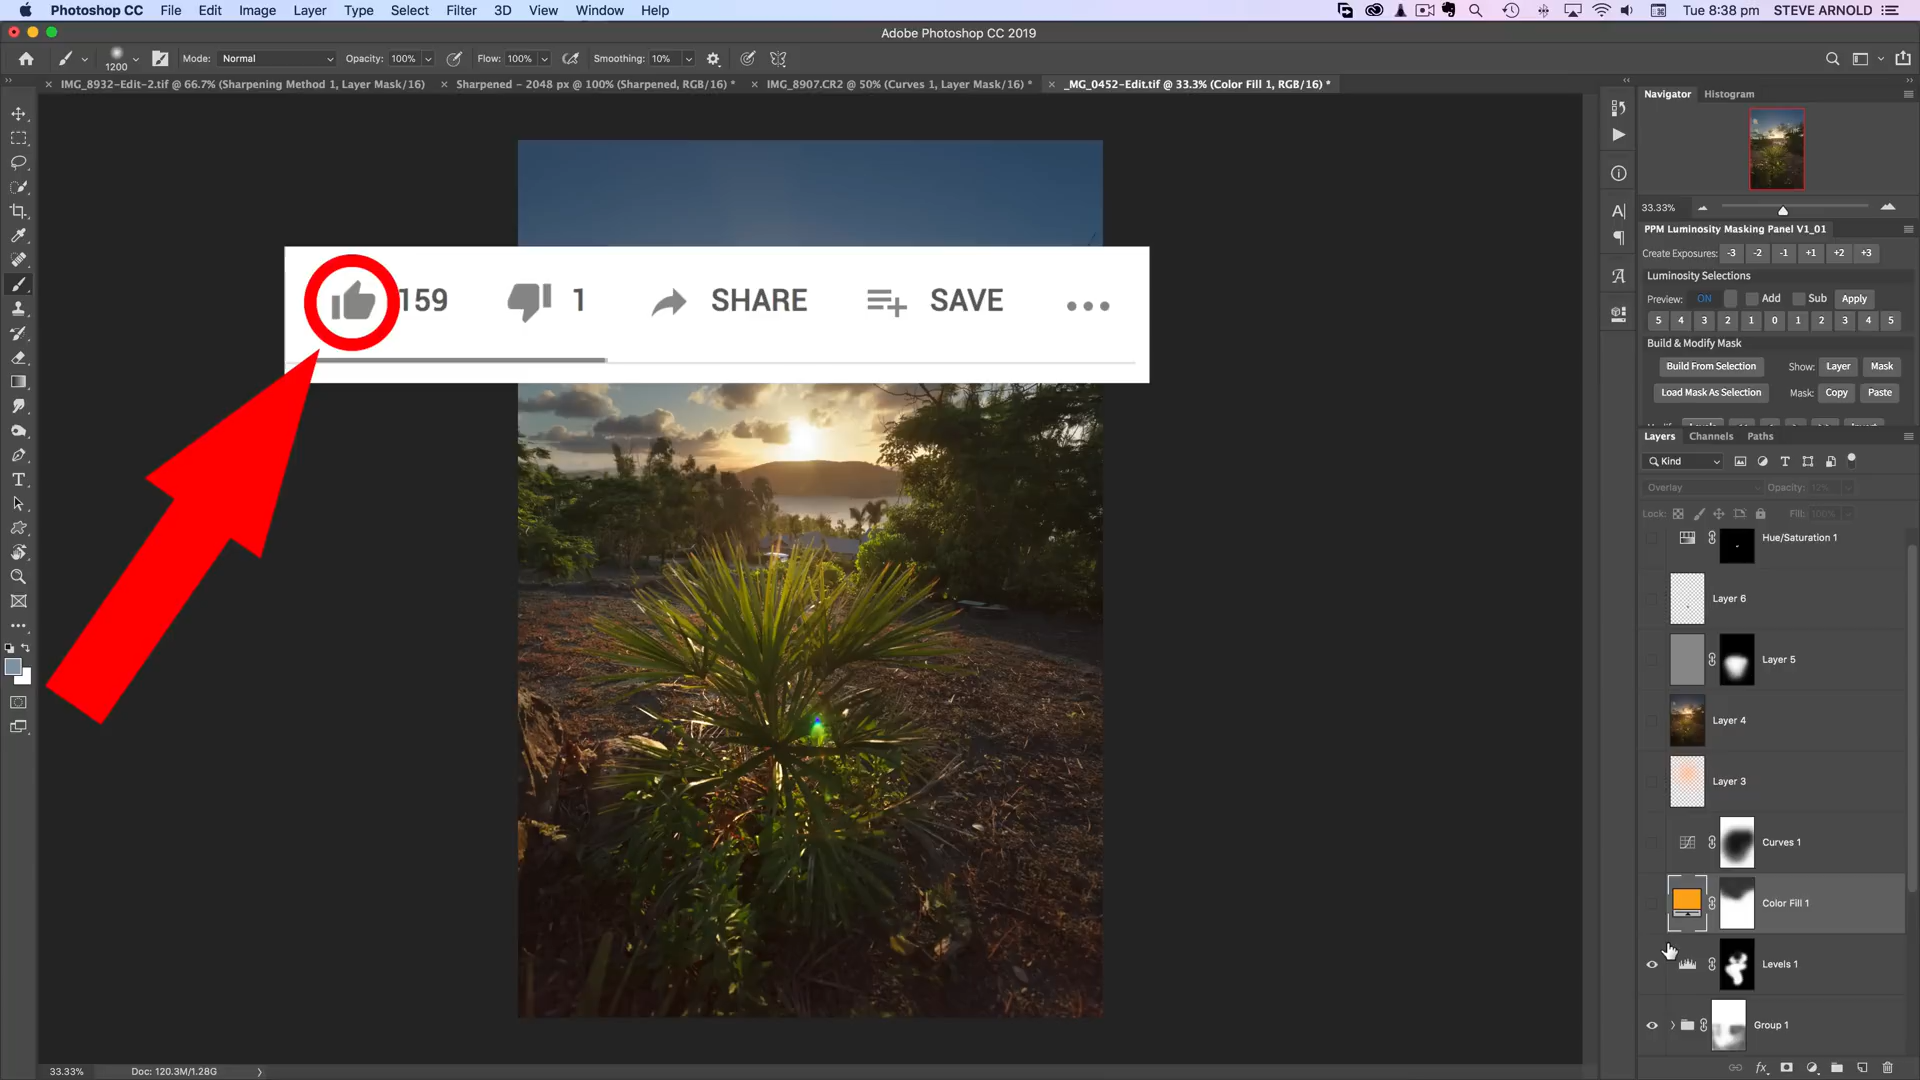 Photoshop CC File Edit Image Layer Type Select Filter 3D View Window Help Tue 8:38 pm STEVE ARNOLD
Adobe Photoshop CC 2019
1200 Mode: Normal Opacity: 100% Flow: 100% Smoothing: 10%
IMG_8932-Edit-2.tif @ 66.7% (Sharpening Method 1, Layer Mask/16) Sharpened - 2048 px @ 100% (Sharpened, RGB/16) * IMG_8907.CR2 @ 50% (Curves 1, Layer Mask/16) * _MG_0452-Edit.tif @ 33.3% (Color Fill 1, RGB/16) *
Navigator Histogram
33.33%
PPM Luminosity Masking Panel V1_01
Create Exposures: -3 -2 -1 +1 +2 +3
Luminosity Selections
Preview: ON Add Sub Apply
5 4 3 2 1 0 1 2 3 4 5
Build & Modify Mask
Build From Selection Show: Layer Mask
Load Mask As Selection Mask: Copy Paste
159 1 SHARE SAVE
Layers Channels Paths
Kind
Overlay Opacity: 12%
Lock: Fill: 100%
Hue/Saturation 1
Layer 6
Layer 5
Layer 4
Layer 3
Curves 1
Color Fill 1
Levels 1
Group 1
33.33% Doc: 120.3M/1.28G